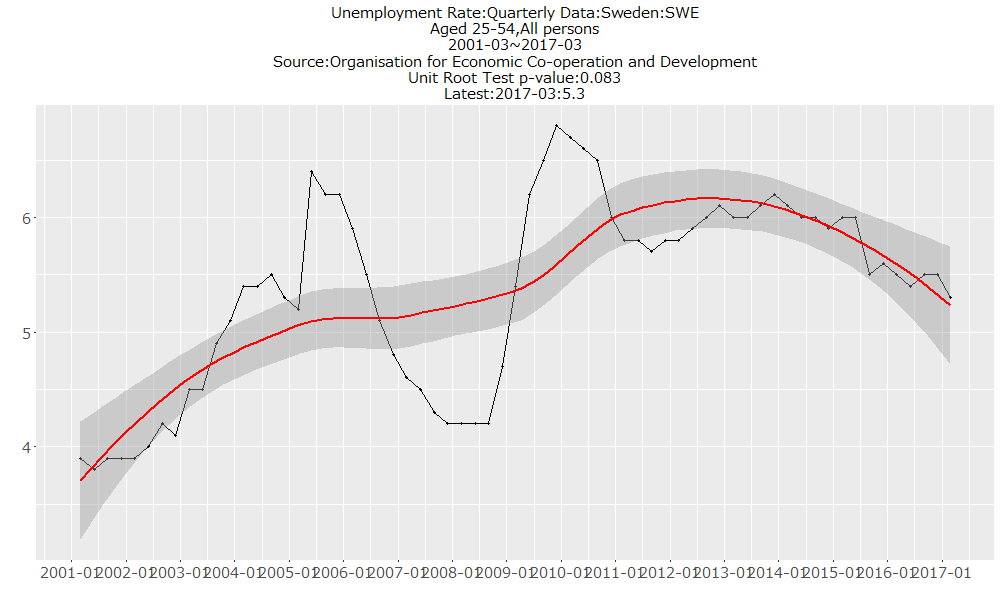 Unemployment Rate:Quarterly Data:Sweden:SWE
Aged 25-54,All persons
2001-03~2017-03
Source:Organisation for Economic Co-operation and Development
Unit Root Test p-value:0.083
Latest:2017-03:5.3
6
5
4
2001-01 2002-01 2003-01 2004-01 2005-01 2006-01 2007-01 2008-01 2009-01 2010-01 2011-01 2012-01 2013-01 2014-01 2015-01 2016-01 2017-01